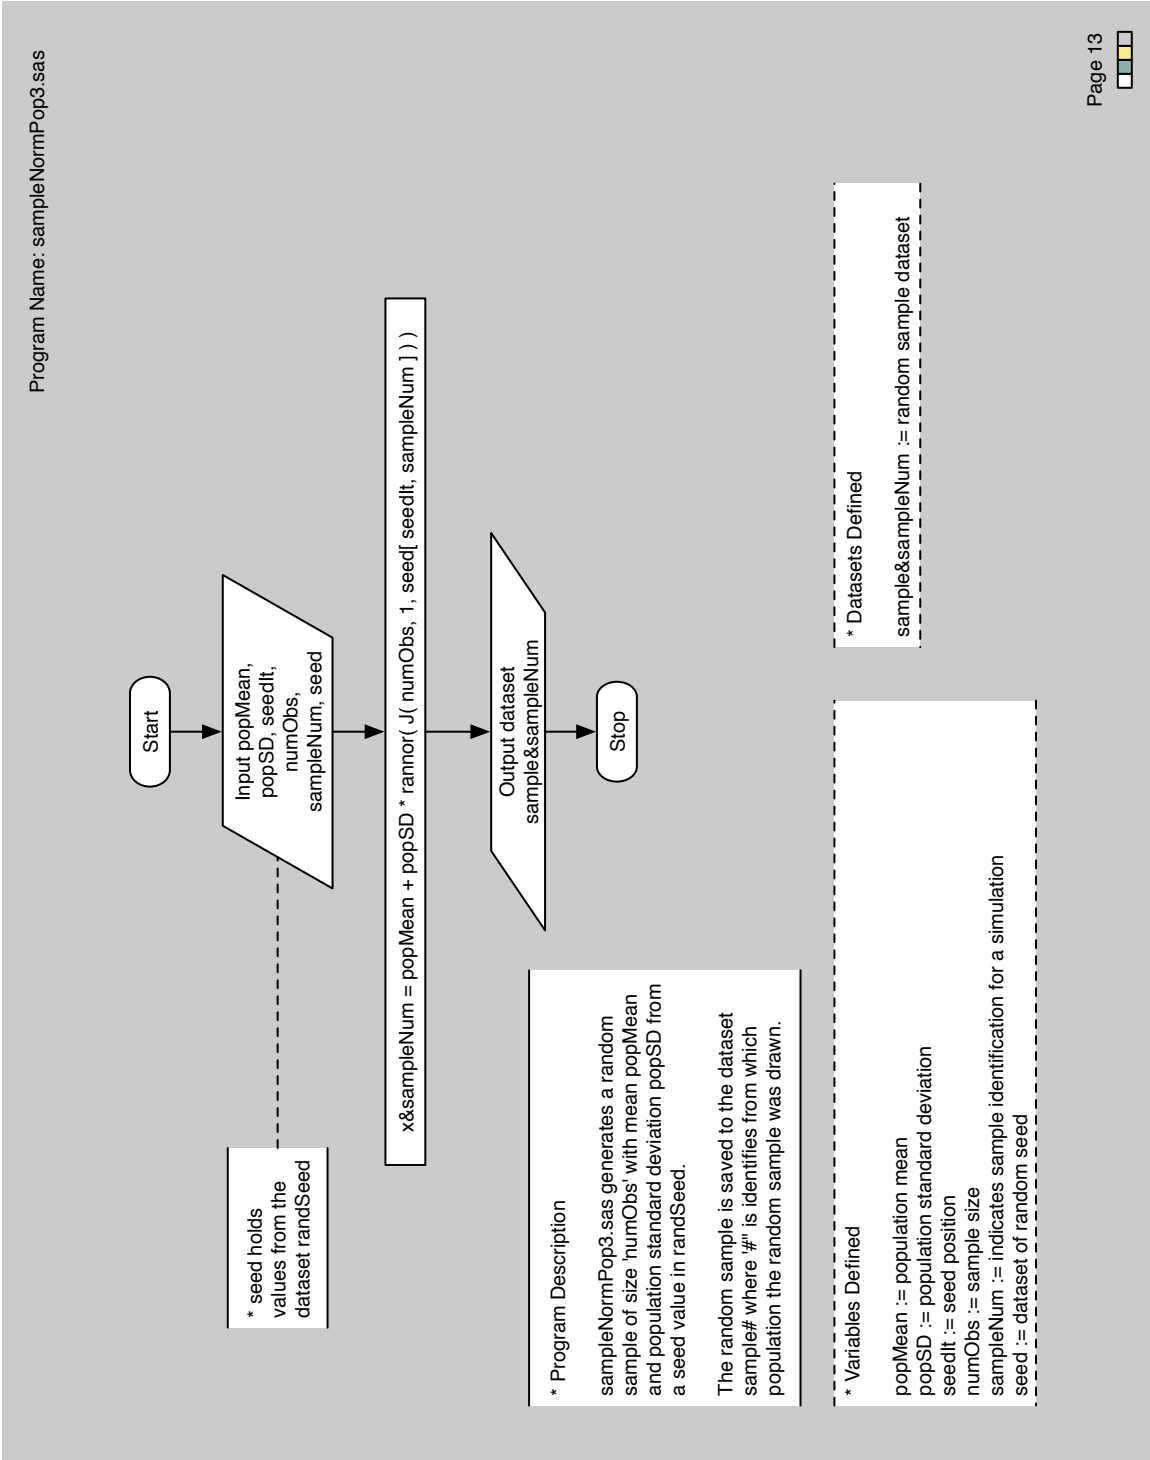 Program Name: sampleNormPop3.sas
Start
Input popMean,
popSD, seedIt,
numObs,
sampleNum, seed
* seed holds
values from the
dataset randSeed
x&sampleNum = popMean + popSD * rannor( J( numObs, 1, seed[ seedIt, sampleNum ] ) )
Output dataset
sample&sampleNum
Stop
* Program Description
sampleNormPop3.sas generates a random
sample of size 'numObs' with mean popMean
and population standard deviation popSD from
a seed value in randSeed.
The random sample is saved to the dataset
sample# where '#'' is identifies from which
population the random sample was drawn.
* Variables Defined
popMean := population mean
popSD := population standard deviation
seedIt := seed position
numObs := sample size
sampleNum := indicates sample identification for a simulation
seed := dataset of random seed
* Datasets Defined
sample&sampleNum := random sample dataset
Page 13